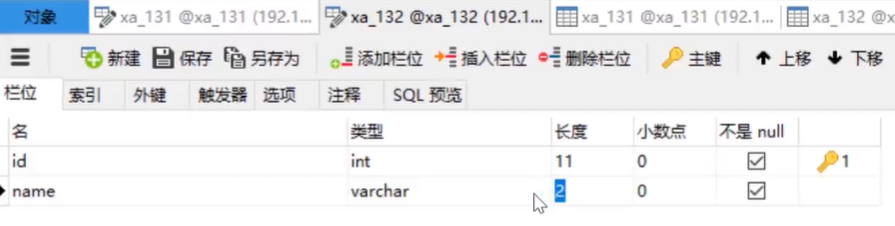 对象 xa_131 @xa_131 (192.1... xa_132 @xa_132 (192.1... xa_131 @xa_131 (192.1... xa_132 @x
新建 保存 另存为 添加栏位 插入栏位 删除栏位 主键 上移 下移
栏位 索引 外键 触发器 选项 注释 SQL 预览
名 类型 长度 小数点 不是 null
id int 11 0 1
name varchar 2 0